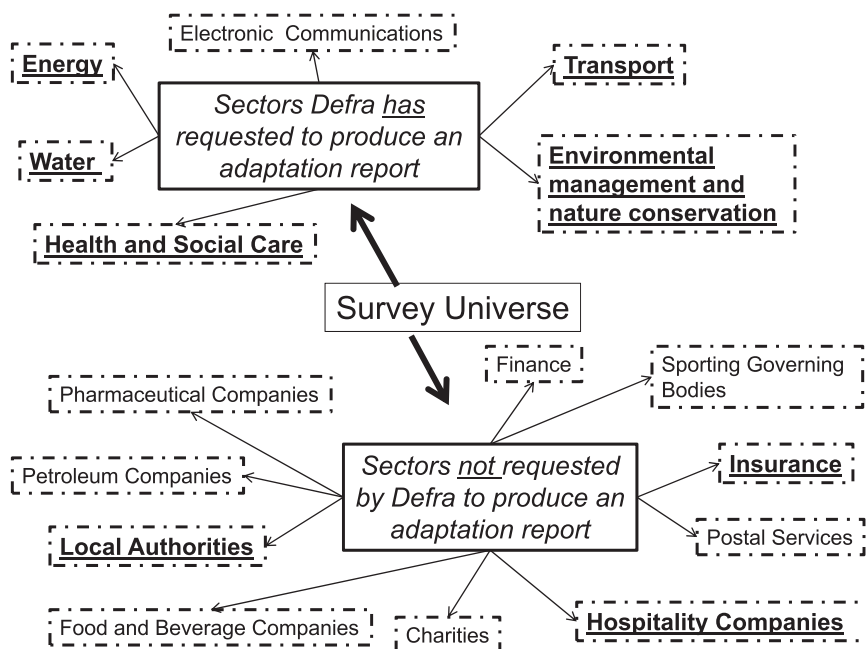 Electronic Communications
Energy
Transport
Sectors Defra has
requested to produce an
adaptation report
Water
Environmental
management and
nature conservation
Health and Social Care
Survey Universe
Finance
Sporting Governing
Bodies
Pharmaceutical Companies
Petroleum Companies
Sectors not requested
by Defra to produce an
adaptation report
Insurance
Local Authorities
Postal Services
Food and Beverage Companies
Charities
Hospitality Companies